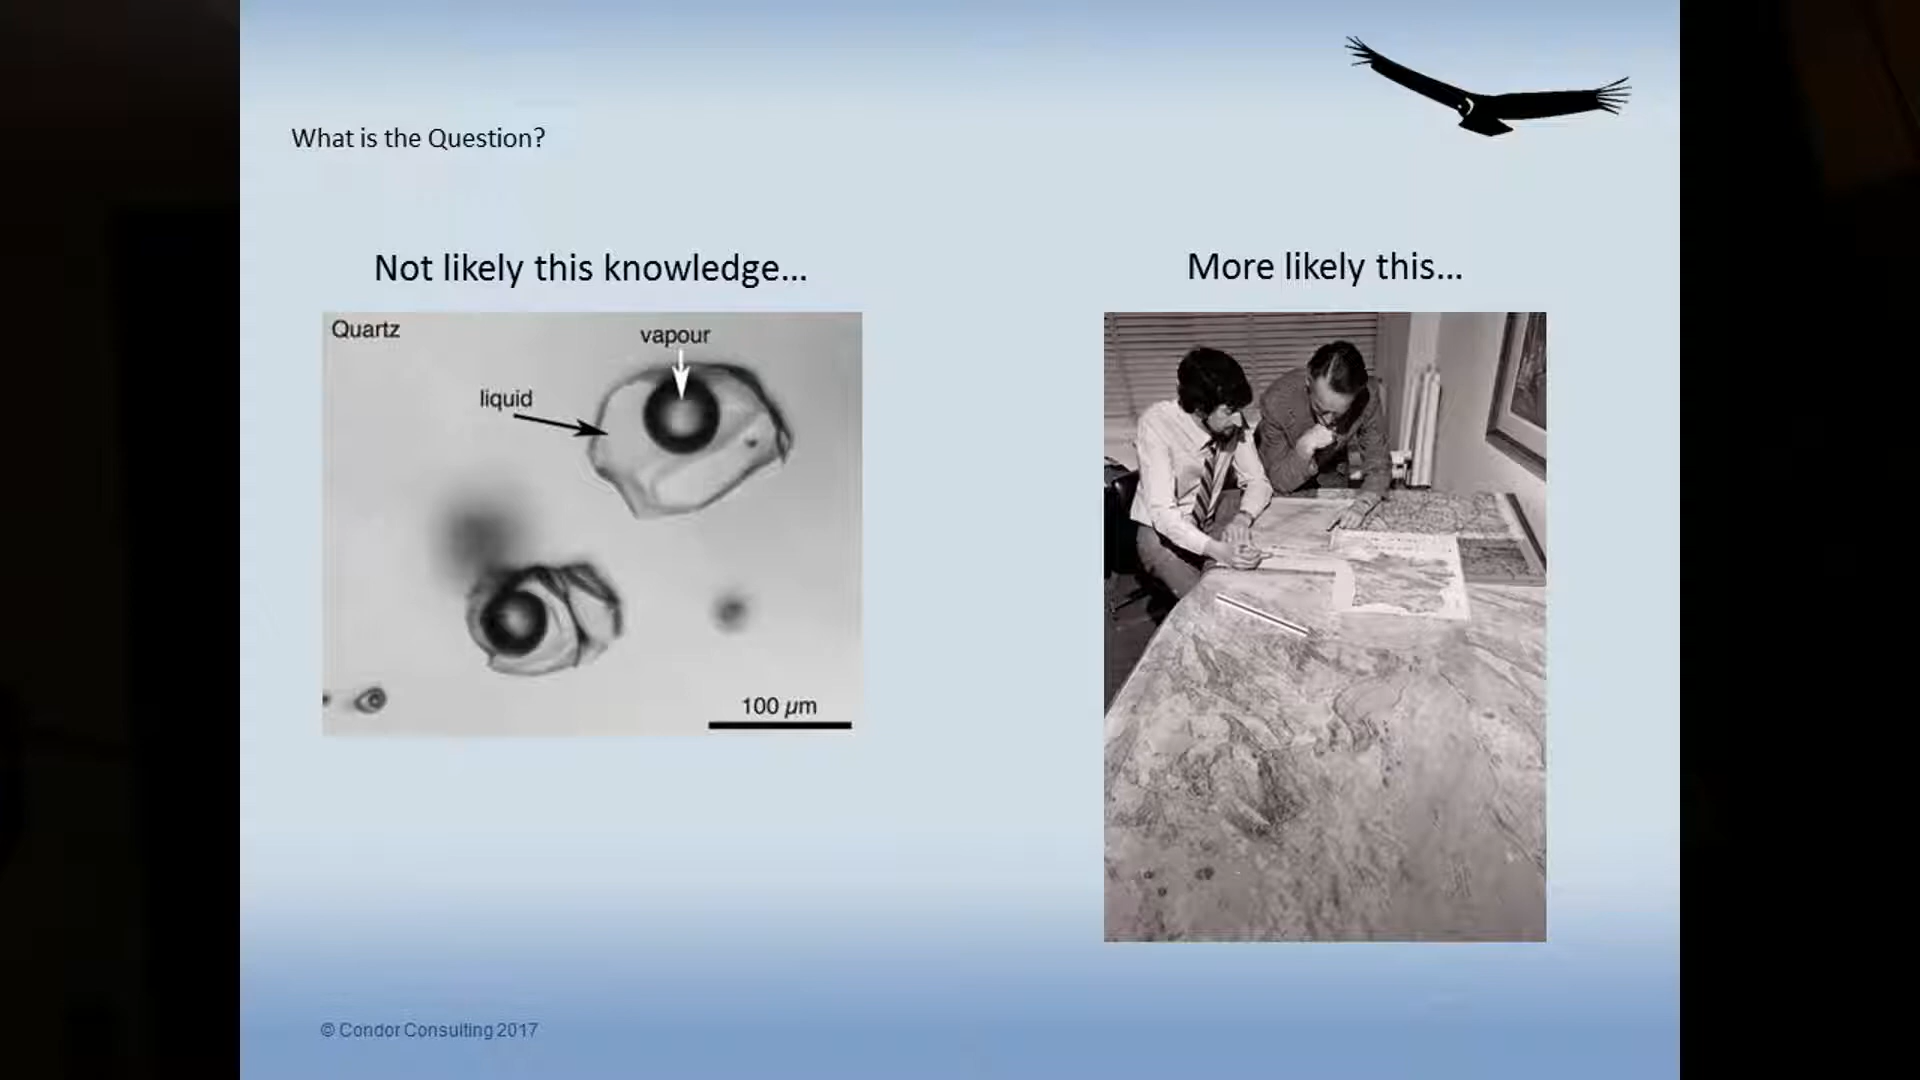 What is the Question?
Not likely this knowledge...
More likely this...
Quartz
vapour
liquid
100 µm
© Condor Consulting 2017